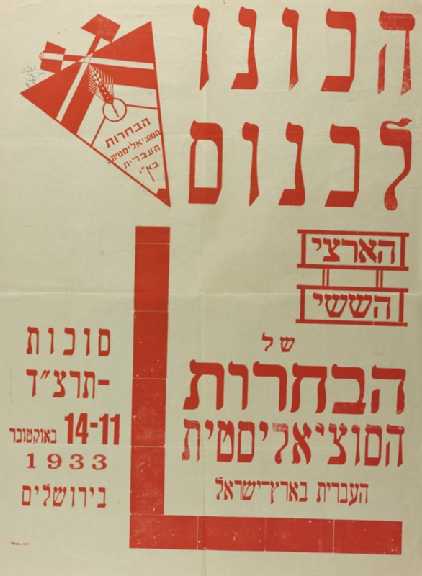 הכונו
לכנוס
הארצי
הששי
של
הבחרות
הסוציאליסטית
העברית בארץ־ישראל
הבחרות
הסוציאליסטית
העברית
בא״י
סוכות
תרצ״ד-
14-11 באוקטובר
1933
בירושלים